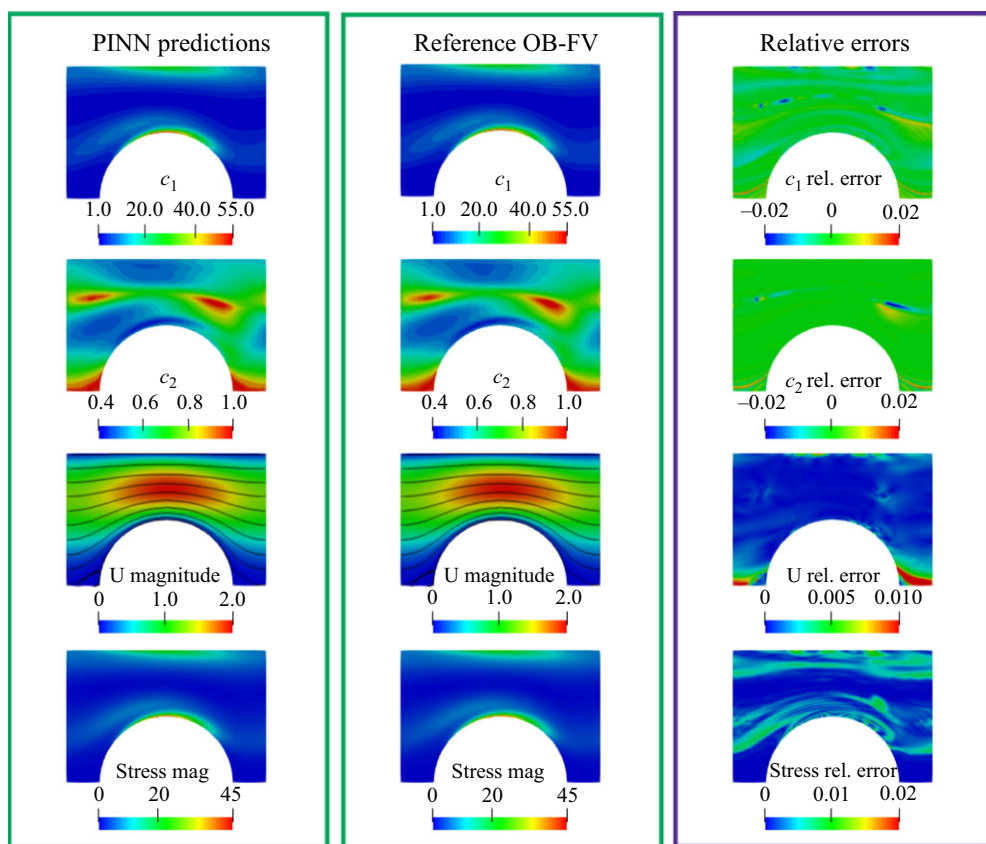 PINN predictions
c1
1.0 20.0 40.0 55.0
c2
0.4 0.6 0.8 1.0
U magnitude
0 1.0 2.0
Stress mag
0 20 45
Reference OB-FV
c1
1.0 20.0 40.0 55.0
c2
0.4 0.6 0.8 1.0
U magnitude
0 1.0 2.0
Stress mag
0 20 45
Relative errors
c1 rel. error
−0.02 0 0.02
c2 rel. error
−0.02 0 0.02
U rel. error
0 0.005 0.010
Stress rel. error
0 0.01 0.02